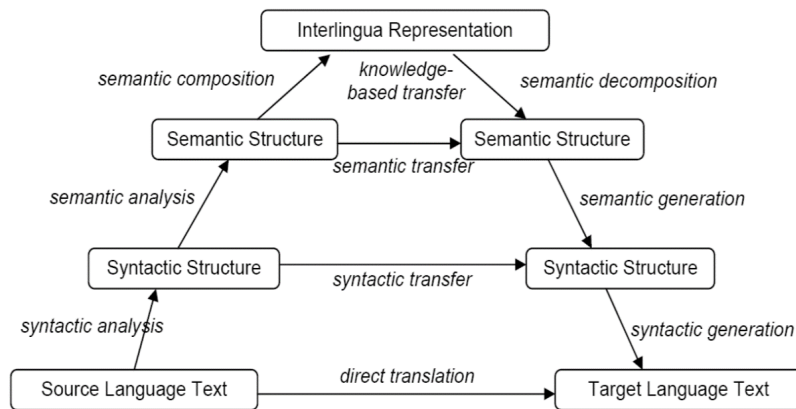 Interlingua Representation
semantic composition
knowledge-
based transfer
semantic decomposition
Semantic Structure
Semantic Structure
semantic transfer
semantic analysis
semantic generation
Syntactic Structure
Syntactic Structure
syntactic transfer
syntactic analysis
syntactic generation
Source Language Text
direct translation
Target Language Text